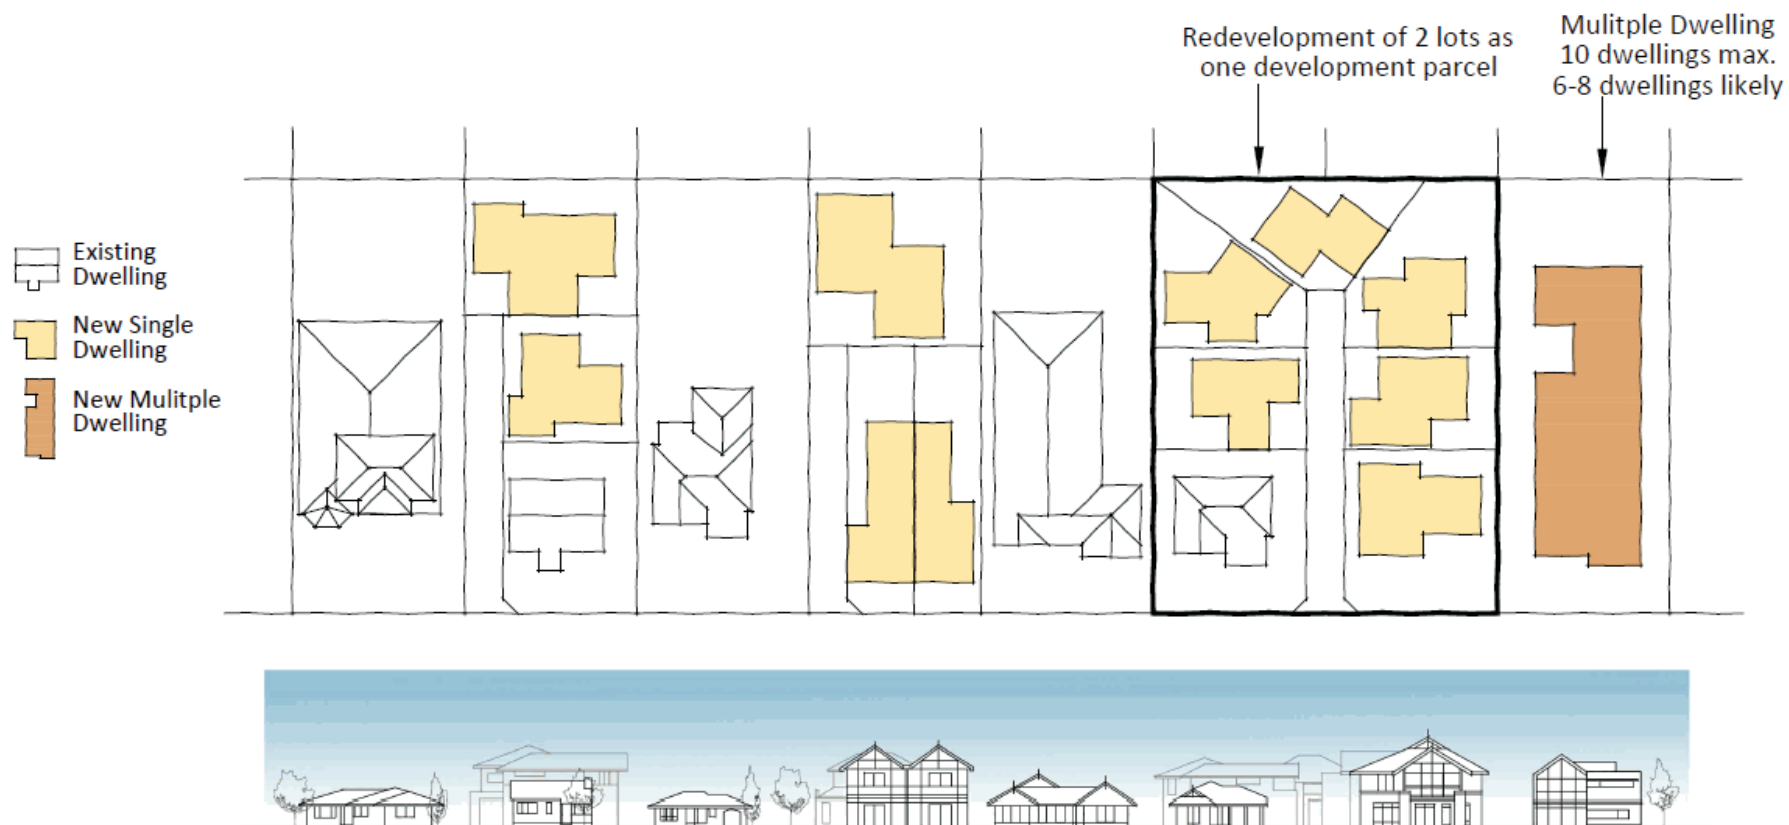 Redevelopment of 2 lots as
one development parcel
Mulitple Dwelling
10 dwellings max.
6-8 dwellings likely
Existing
Dwelling
New Single
Dwelling
New Mulitple
Dwelling